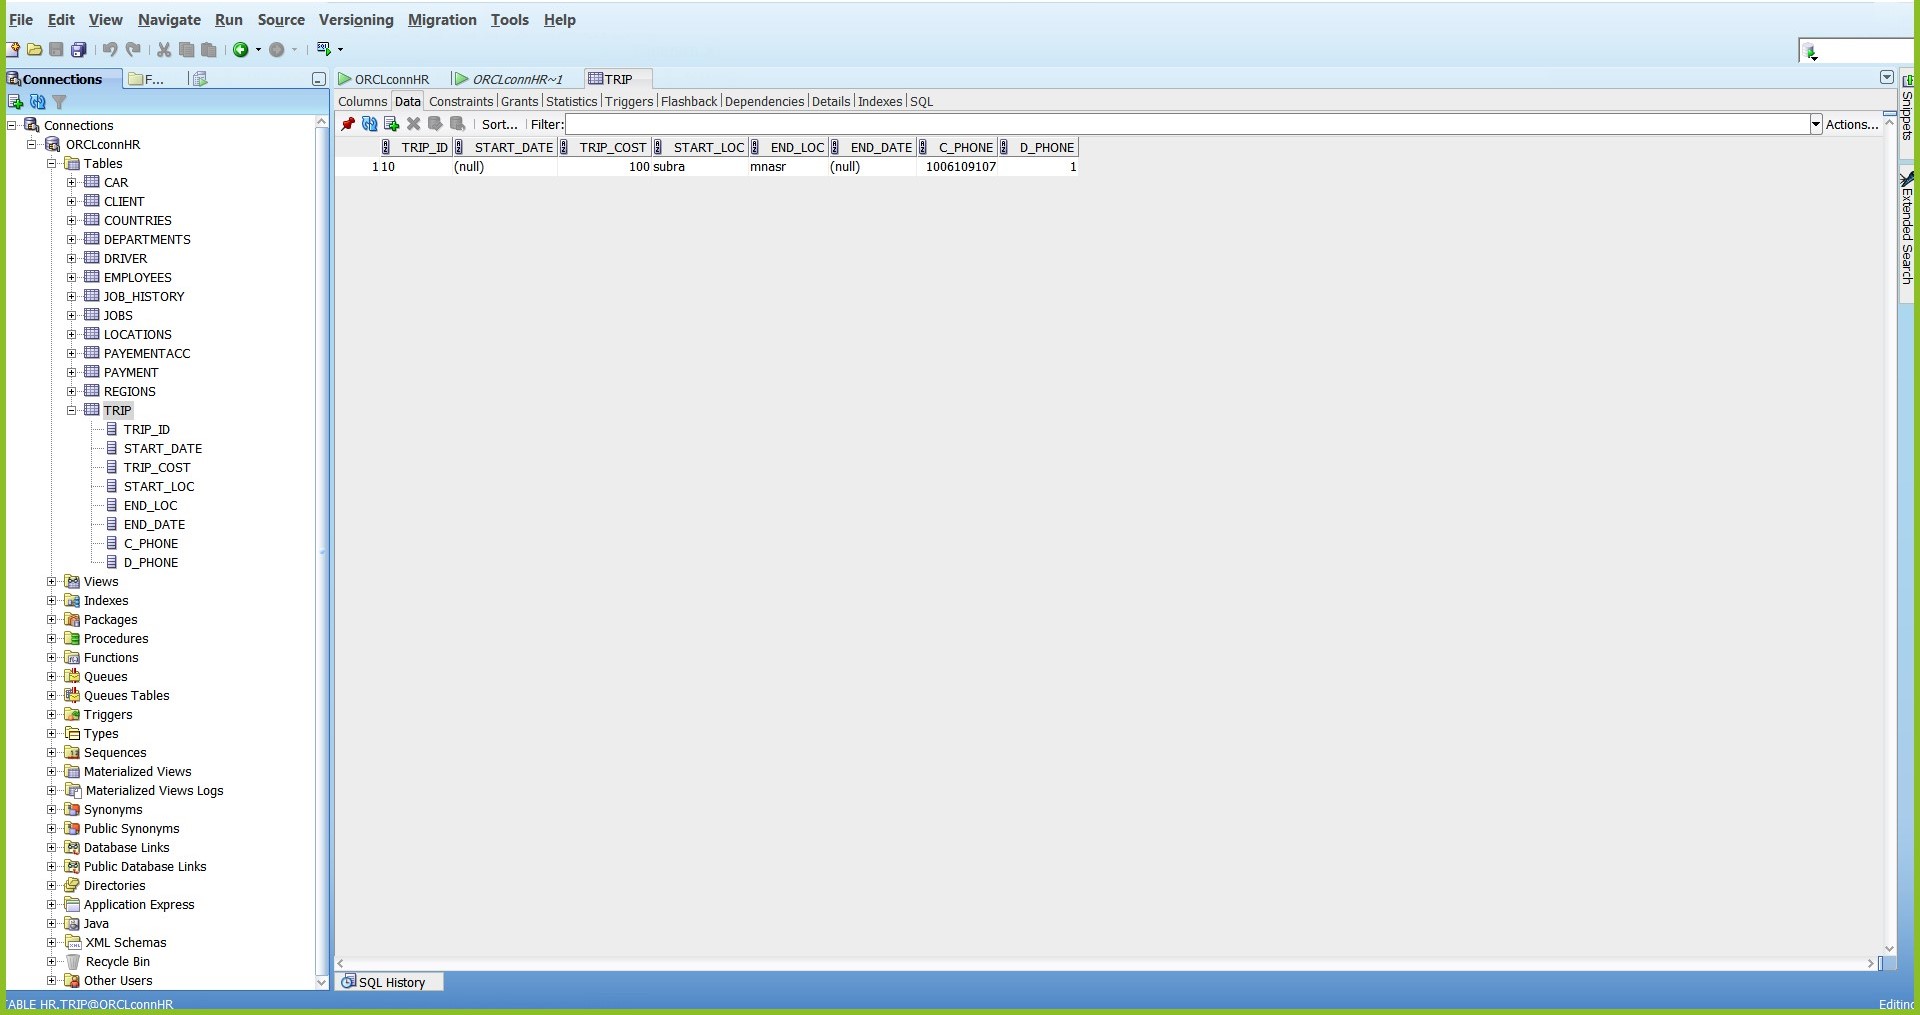 File Edit View Navigate Run Source Versioning Migration Tools Help
Connections F... ORCLconnHR ORCLconnHR~1 TRIP
Columns Data Constraints Grants Statistics Triggers Flashback Dependencies Details Indexes SQL
Sort... Filter: Actions...
TRIP_ID START_DATE TRIP_COST START_LOC END_LOC END_DATE C_PHONE D_PHONE
1 10 (null) 100 subra mnasr (null) 1006109107 1
Connections
ORCLconnHR
Tables
CAR
CLIENT
COUNTRIES
DEPARTMENTS
DRIVER
EMPLOYEES
JOB_HISTORY
JOBS
LOCATIONS
PAYEMENTACC
PAYMENT
REGIONS
TRIP
TRIP_ID
START_DATE
TRIP_COST
START_LOC
END_LOC
END_DATE
C_PHONE
D_PHONE
Views
Indexes
Packages
Procedures
Functions
Queues
Queues Tables
Triggers
Types
Sequences
Materialized Views
Materialized Views Logs
Synonyms
Public Synonyms
Database Links
Public Database Links
Directories
Application Express
Java
XML Schemas
Recycle Bin
Other Users
Snippets
Extended Search
SQL History
TABLE HR.TRIP@ORCLconnHR
Editing